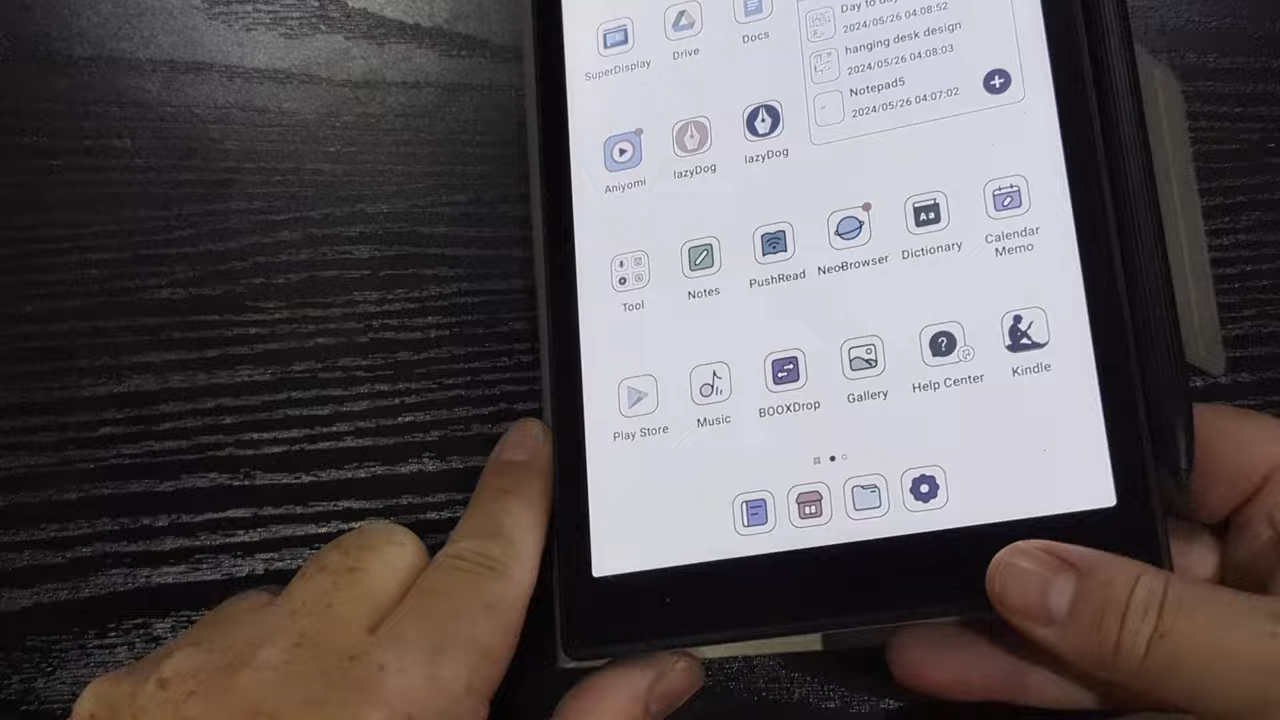 Day to day
2024/05/26 04:08:52
hanging desk design
2024/05/26 04:08:03
Notepad5
2024/05/26 04:07:02
SuperDisplay
Drive
Docs
Aniyomi
lazyDog
lazyDog
Tool
Notes
PushRead
NeoBrowser
Aa
Dictionary
Calendar
Memo
Play Store
Music
BOOXDrop
Gallery
?
Help Center
Kindle